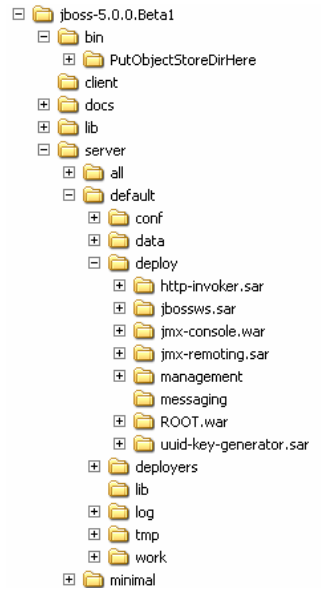 jboss-5.0.0.Beta1
bin
PutObjectStoreDirHere
client
docs
lib
server
all
default
conf
data
deploy
http-invoker.sar
jbossws.sar
jmx-console.war
jmx-remoting.sar
management
messaging
ROOT.war
uuid-key-generator.sar
deployers
lib
log
tmp
work
minimal